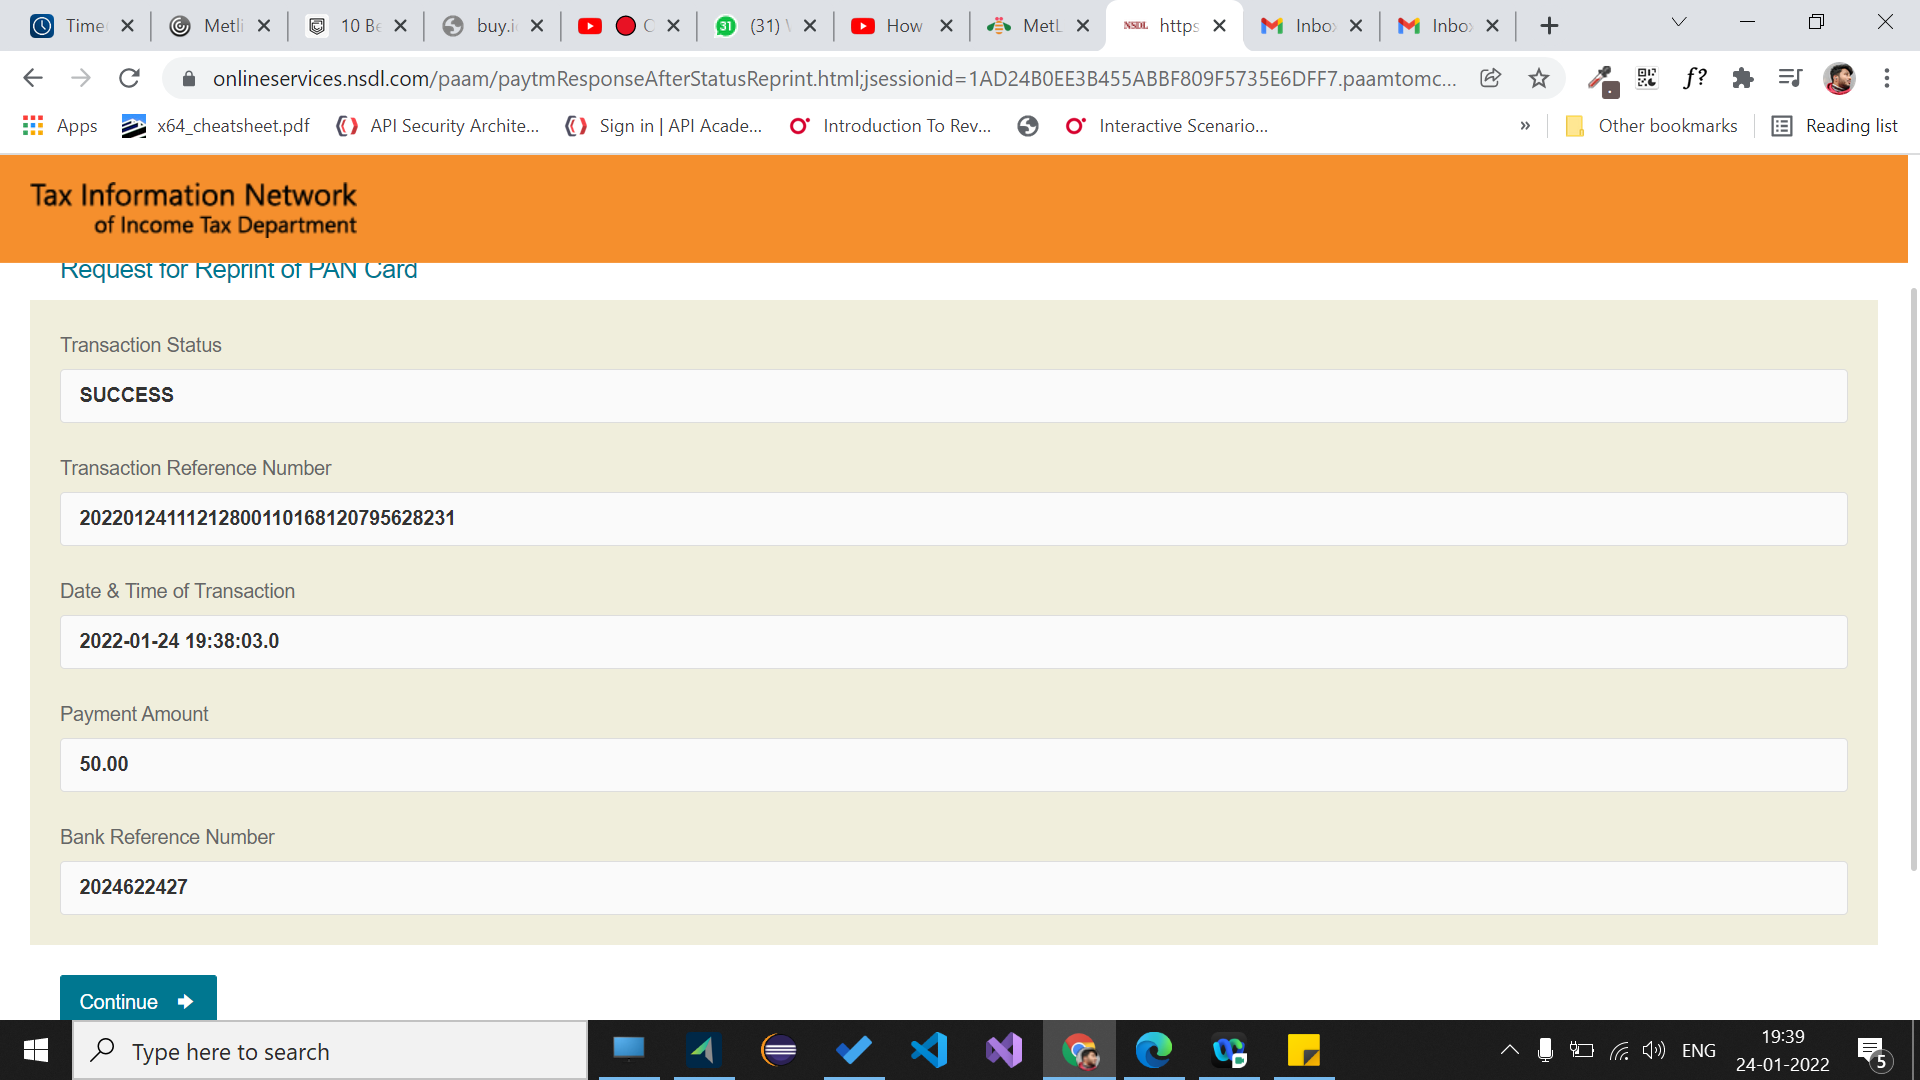 Time
Metli
10 Be
buy.i
(31)
How
MetL
NSDL https
Inbo
Inbo
onlineservices.nsdl.com/paam/paytmResponseAfterStatusReprint.html;jsessionid=1AD24B0EE3B455ABBF809F5735E6DFF7.paamtomc...
f?
Apps
x64_cheatsheet.pdf
API Security Archite...
Sign in | API Acade...
Introduction To Rev...
Interactive Scenario...
»
Other bookmarks
Reading list
Tax Information Network
of Income Tax Department
Request for Reprint of PAN Card
Transaction Status
SUCCESS
Transaction Reference Number
20220124111212800110168120795628231
Date & Time of Transaction
2022-01-24 19:38:03.0
Payment Amount
50.00
Bank Reference Number
2024622427
Continue
Type here to search
ENG
19:39
24-01-2022
5